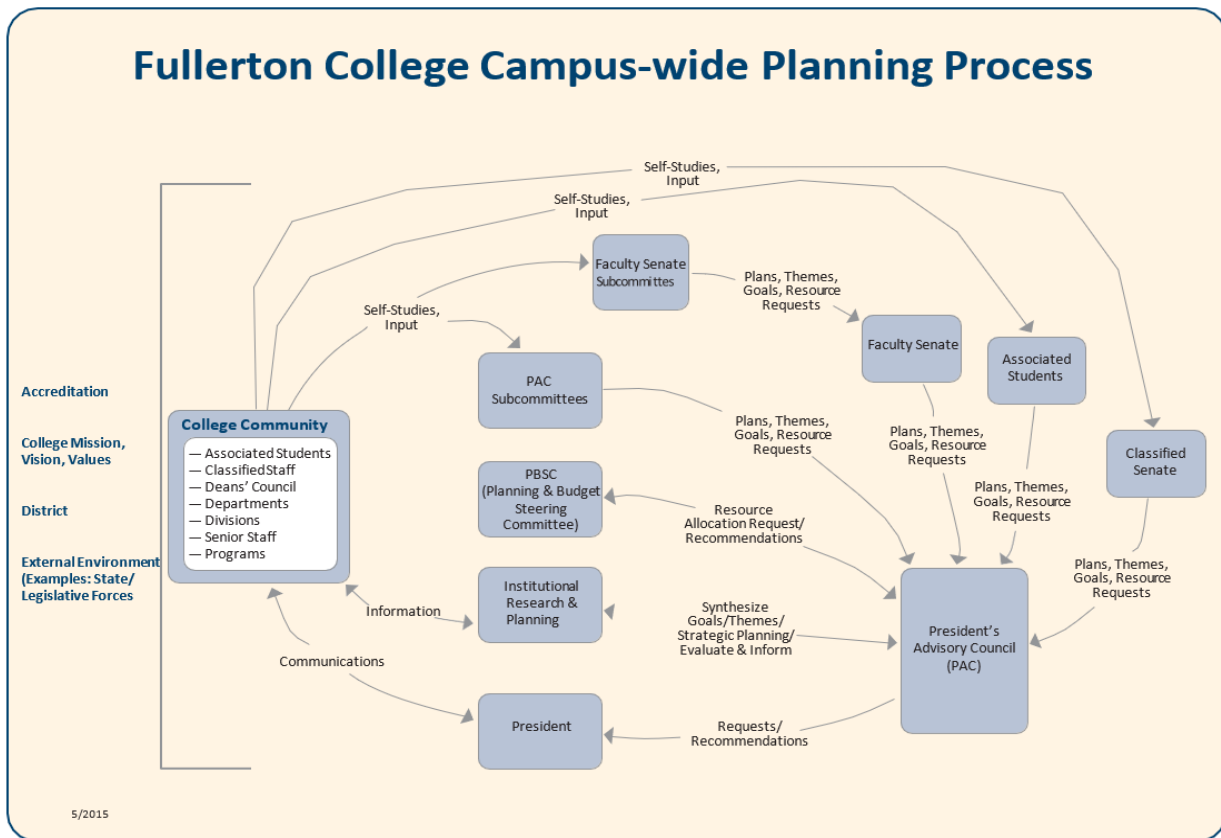 Fullerton College Campus-wide Planning Process
Self-Studies,
Input
Self-Studies,
Input
Faculty Senate
Subcommittes
Plans, Themes,
Goals, Resource
Requests
Self-Studies,
Input
Faculty Senate
Associated
Students
PAC
Subcommittees
Accreditation
College Mission,
Vision, Values
District
External Environment
(Examples: State/
Legislative Forces
College Community
— Associated Students
— Classified Staff
— Deans' Council
— Departments
— Divisions
— Senior Staff
— Programs
Plans, Themes,
Goals, Resource
Requests
Plans, Themes,
Goals, Resource
Requests
Classified
Senate
PBSC
(Planning & Budget
Steering
Committee)
Plans, Themes,
Goals, Resource
Requests
Resource
Allocation Request/
Recommendations
Plans, Themes,
Goals, Resource
Requests
Institutional
Research &
Planning
Information
Synthesize
Goals/Themes/
Strategic Planning/
Evaluate & Inform
President's
Advisory Council
(PAC)
Communications
President
Requests/
Recommendations
5/2015